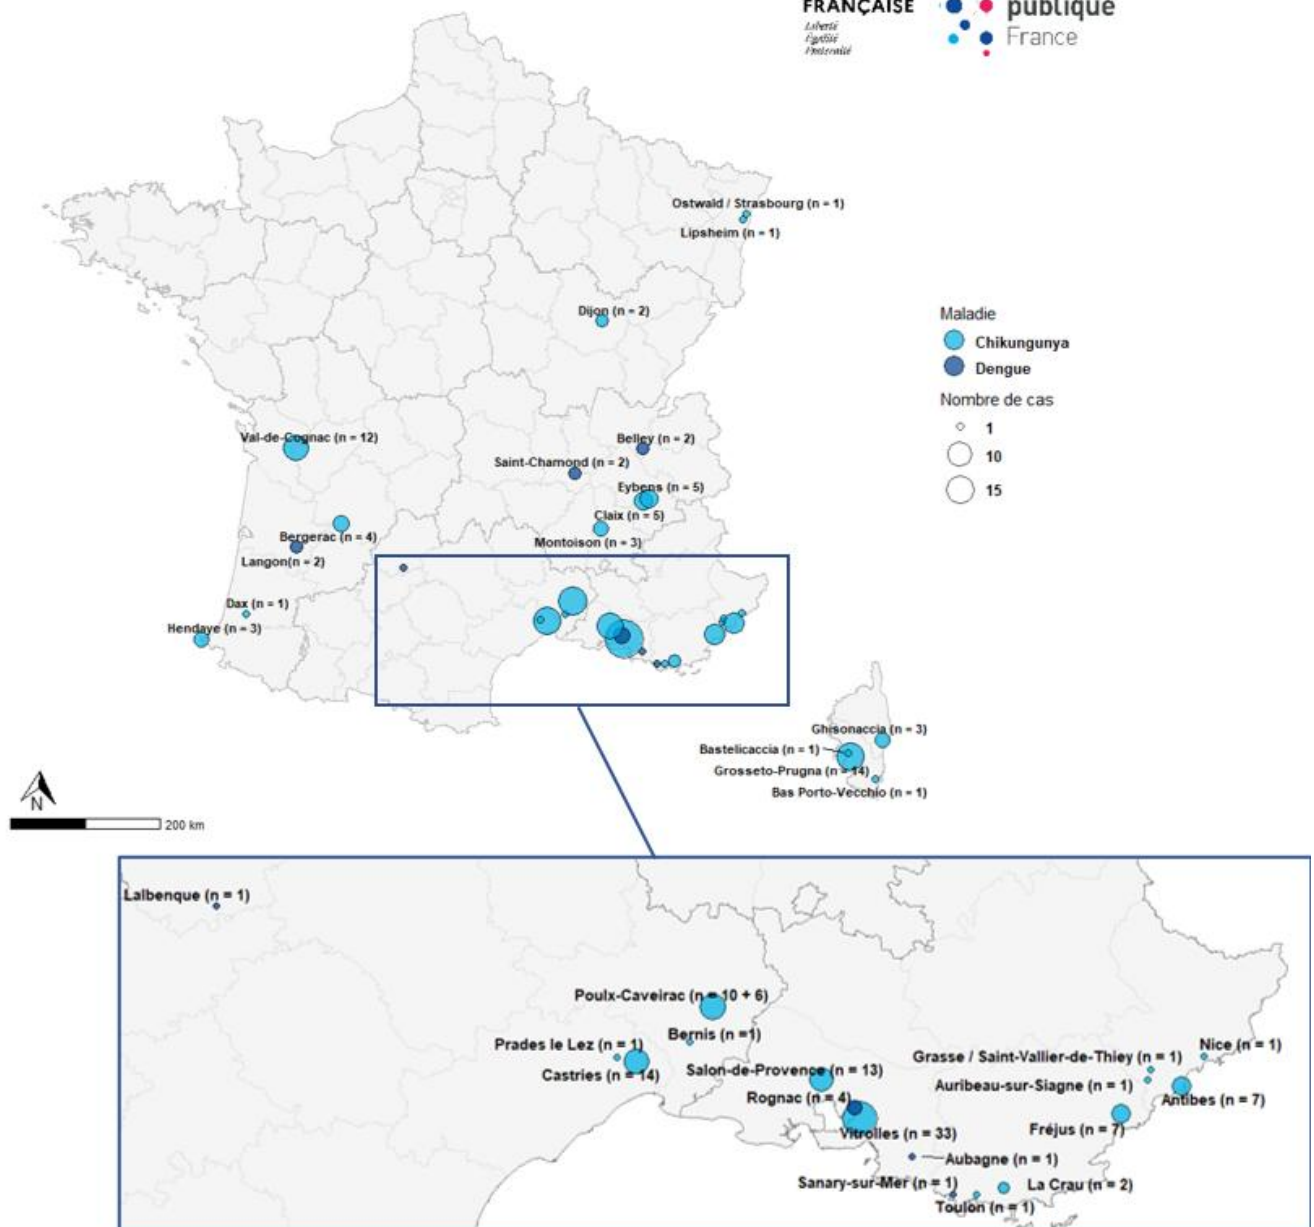 FRANÇAISE
Liberté
Égalité
Fraternité
publique
France
Ostwald / Strasbourg (n = 1)
Lipsheim (n = 1)
Dijon (n = 2)
Maladie
Chikungunya
Dengue
Nombre de cas
1
10
15
Val-de-Cognac (n = 12)
Belley (n = 2)
Saint-Chamond (n = 2)
Eybens (n = 5)
Claix (n = 5)
Montoison (n = 3)
Bergerac (n = 4)
Langon(n = 2)
Dax (n = 1)
Hendaye (n = 3)
Ghisonaccia (n = 3)
Bastelicaccia (n = 1)
Grosseto-Prugna (n = 14)
Bas Porto-Vecchio (n = 1)
N
200 km
Lalbenque (n = 1)
Poulx-Caveirac (n = 10 + 6)
Bernis (n =1)
Prades le Lez (n = 1)
Castries (n = 14)
Salon-de-Provence (n = 13)
Rognac (n = 4)
Vitrolles (n = 33)
Nice (n = 1)
Grasse / Saint-Vallier-de-Thiey (n = 1)
Auribeau-sur-Siagne (n = 1)
Antibes (n = 7)
Fréjus (n = 7)
Aubagne (n = 1)
Sanary-sur-Mer (n = 1)
La Crau (n = 2)
Toulon (n = 1)